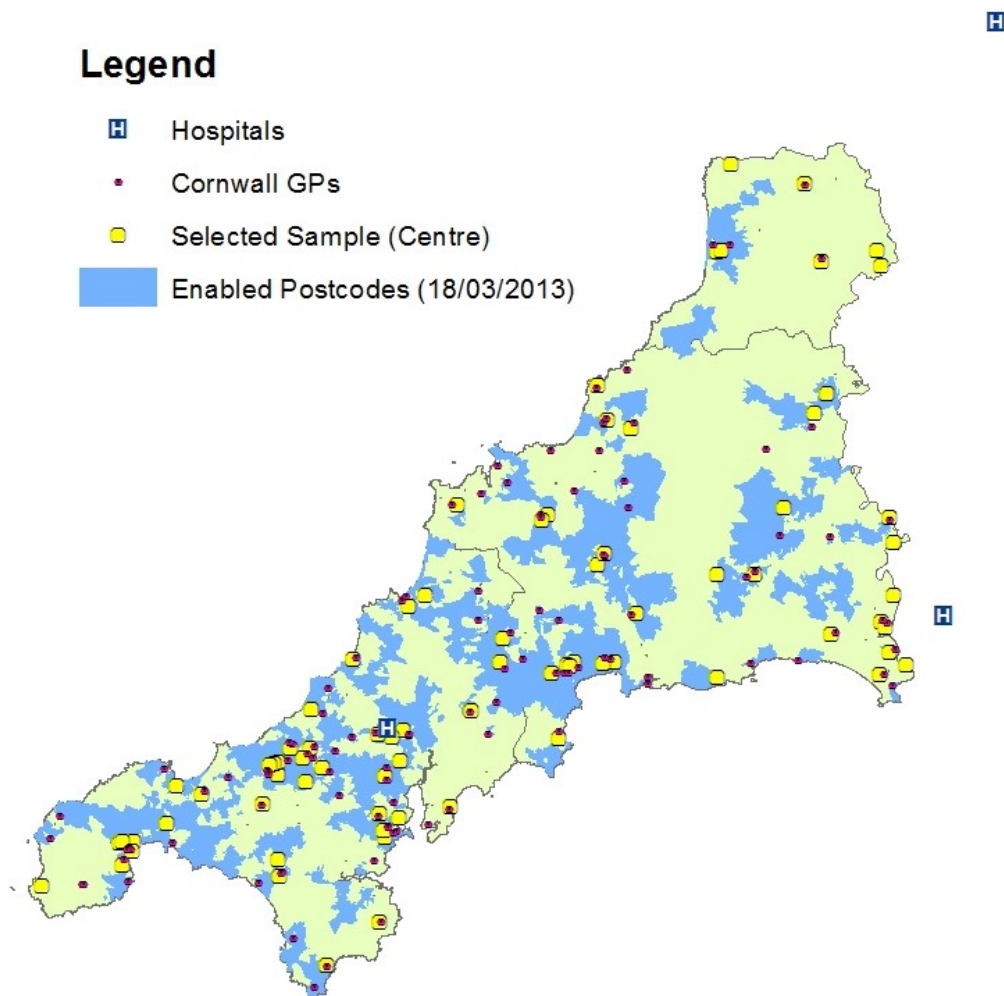 H
Legend
H Hospitals
Cornwall GPs
Selected Sample (Centre)
Enabled Postcodes (18/03/2013)
H
H